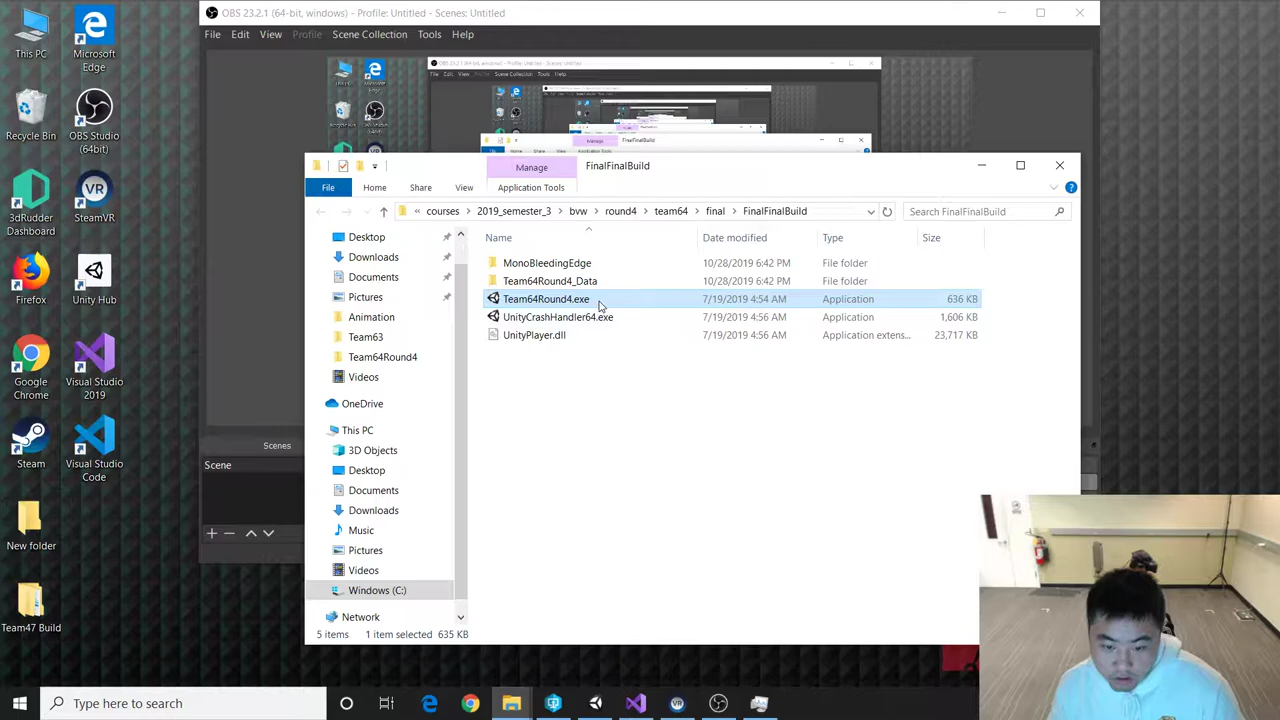 OBS 23.2.1 (64-bit, windows) - Profile: Untitled - Scenes: Untitled
File Edit View Profile Scene Collection Tools Help
This PC
Microsoft Edge
Recycle Bin
OBS Studio (64bit)
3dRudder Dashboard
SteamVR
Firefox
Unity Hub
Google Chrome
Visual Studio 2019
Steam
Visual Studio Code
New folder
Team47 Build
Manage
FinalFinalBuild
Manage FinalFinalBuild
File Home Share View Application Tools
« courses > 2019_semester_3 > bvw > round4 > team64 > final > FinalFinalBuild
Search FinalFinalBuild
Name Date modified Type Size
MonoBleedingEdge 10/28/2019 6:42 PM File folder
Team64Round4_Data 10/28/2019 6:42 PM File folder
Team64Round4.exe 7/19/2019 4:54 AM Application 636 KB
UnityCrashHandler64.exe 7/19/2019 4:56 AM Application 1,606 KB
UnityPlayer.dll 7/19/2019 4:56 AM Application extens... 23,717 KB
Desktop
Downloads
Documents
Pictures
Animation
Team63
Team64Round4
Videos
OneDrive
This PC
3D Objects
Desktop
Documents
Downloads
Music
Pictures
Videos
Windows (C:)
Network
5 items 1 item selected 635 KB
Scenes
Scene
Type here to search